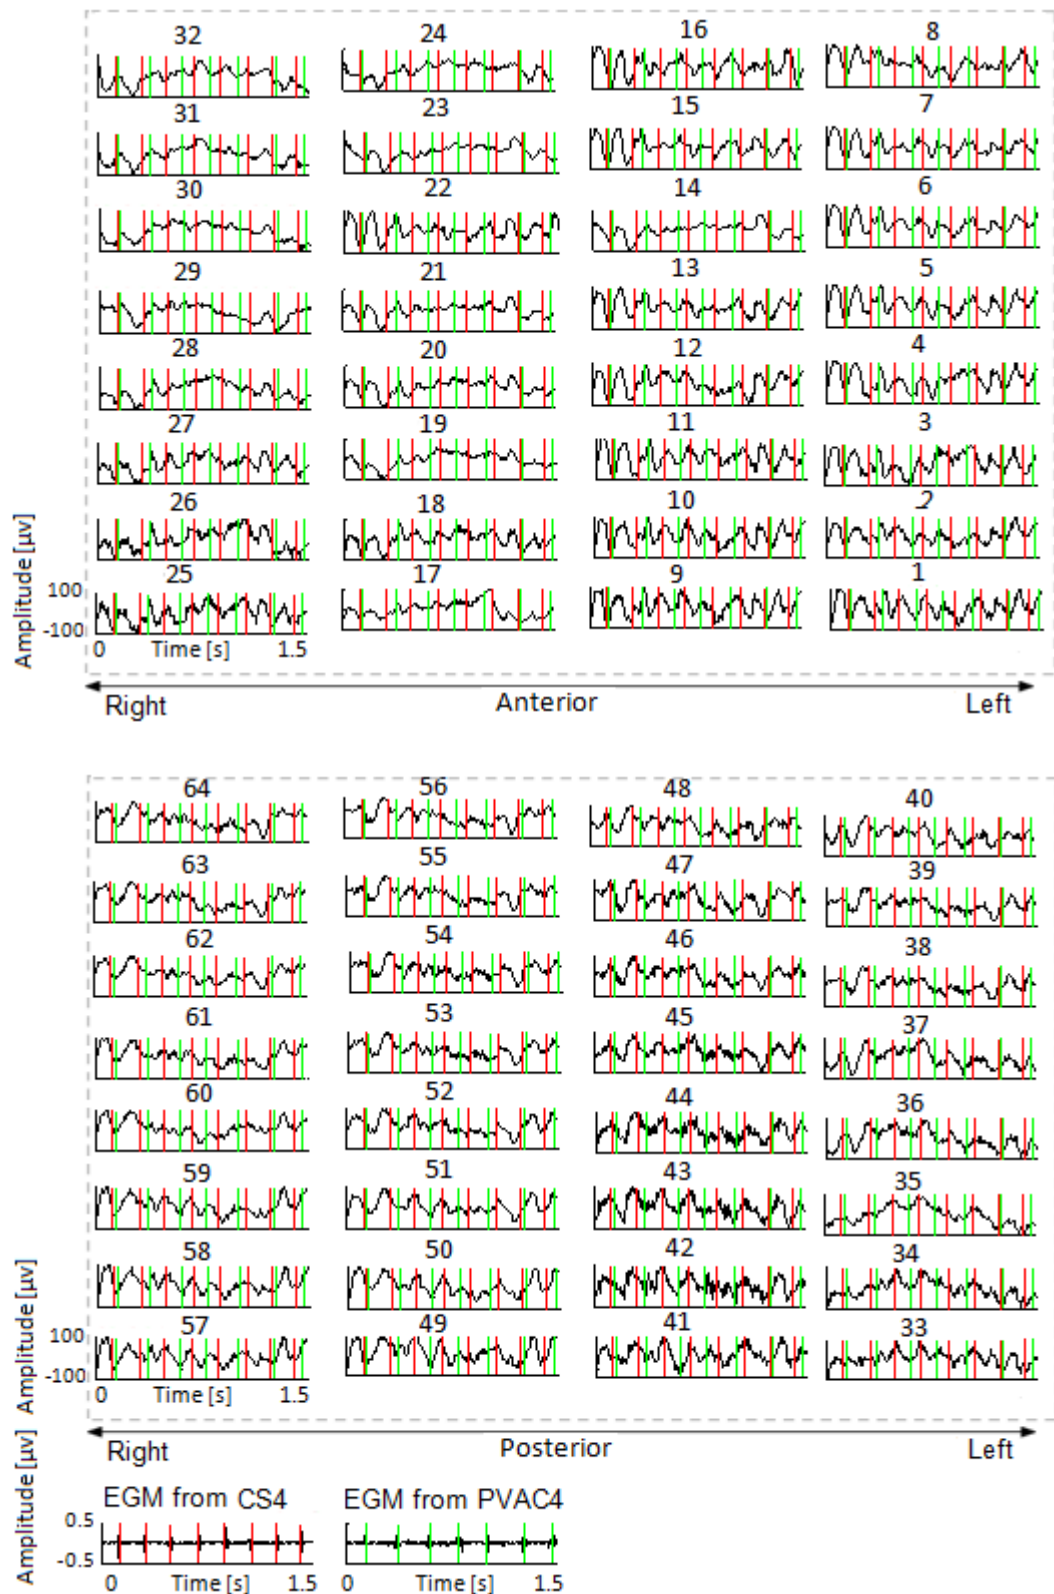 32 24 16 8
31 23 15 7
30 22 14 6
29 21 13 5
28 20 12 4
27 19 11 3
26 18 10 2
25 17 9 1
Amplitude [µv]
100
-100
0 Time [s] 1.5
Right Anterior Left
64 56 48 40
63 55 47 39
62 54 46 38
61 53 45 37
60 52 44 36
59 51 43 35
58 50 42 34
57 49 41 33
Amplitude [µv]
100
-100
0 Time [s] 1.5
Right Posterior Left
EGM from CS4 EGM from PVAC4
Amplitude [µv]
0.5
-0.5
0 Time [s] 1.5 0 Time [s] 1.5